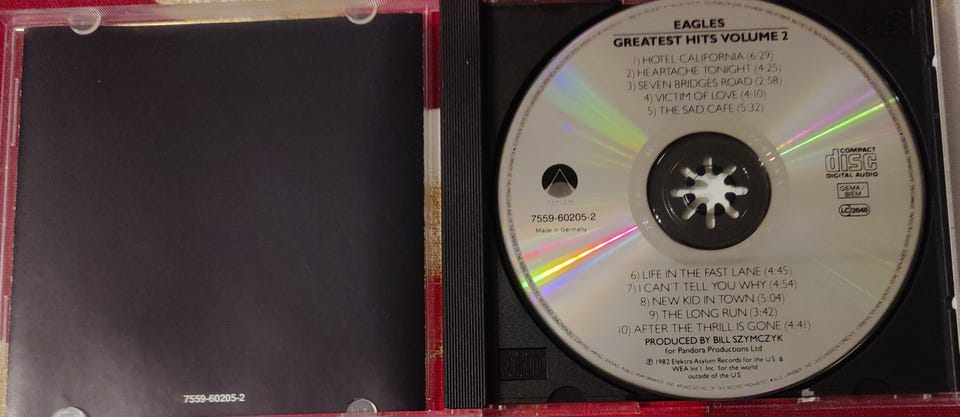 7559-60205-2
EAGLES
GREATEST HITS VOLUME 2
1) HOTEL CALIFORNIA (6:29)
2) HEARTACHE TONIGHT (4:25)
3) SEVEN BRIDGES ROAD (2:58)
4) VICTIM OF LOVE (4:10)
5) THE SAD CAFE (5:32)
COMPACT
disc
DIGITAL AUDIO
GEMA
BIEM
LC 2648
ASYLUM
7559-60205-2
Made in Germany
6) LIFE IN THE FAST LANE (4:45)
7) I CAN'T TELL YOU WHY (4:54)
8) NEW KID IN TOWN (5:04)
9) THE LONG RUN (3:42)
10) AFTER THE THRILL IS GONE (4:41)
PRODUCED BY BILL SZYMCZYK
for Pandora Productions Ltd.
℗ 1982 Elektra Asylum Records for the U.S. &
WEA Int'l. Inc. for the world
outside of the U.S.